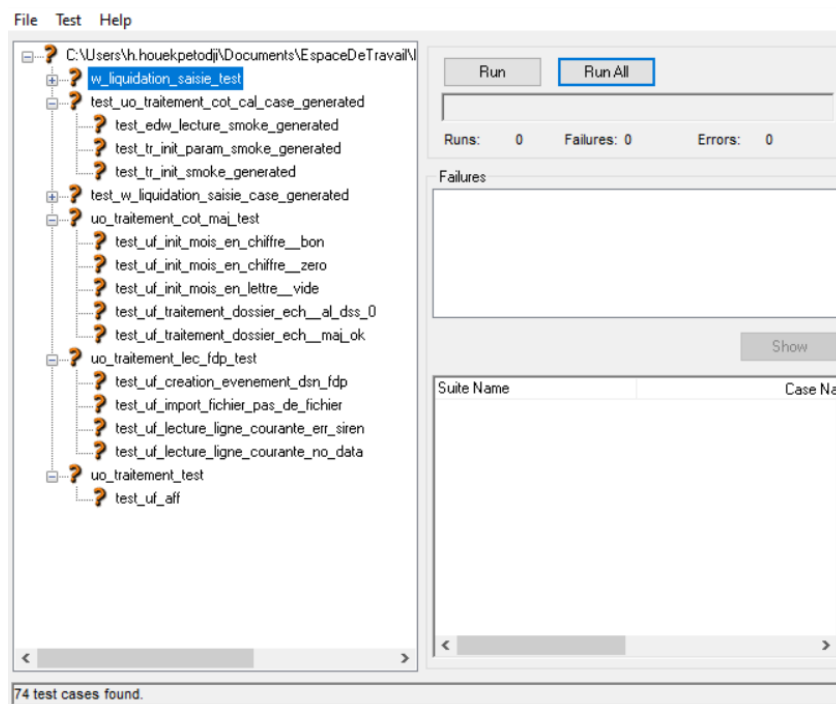 File Test Help
C:\Users\h.houekpetodji\Documents\EspaceDeTravail\
w_liquidation_saisie_test
test_uo_traitement_cot_cal_case_generated
test_edw_lecture_smoke_generated
test_tr_init_param_smoke_generated
test_tr_init_smoke_generated
test_w_liquidation_saisie_case_generated
uo_traitement_cot_maj_test
test_uf_init_mois_en_chiffre__bon
test_uf_init_mois_en_chiffre__zero
test_uf_init_mois_en_lettre__vide
test_uf_traitement_dossier_ech__al_dss_0
test_uf_traitement_dossier_ech__maj_ok
uo_traitement_lec_fdp_test
test_uf_creation_evenement_dsn_fdp
test_uf_import_fichier_pas_de_fichier
test_uf_lecture_ligne_courante_err_siren
test_uf_lecture_ligne_courante_no_data
uo_traitement_test
test_uf_aff
Run Run All
Runs: 0 Failures: 0 Errors: 0
Failures
Show
Suite Name Case Na
74 test cases found.